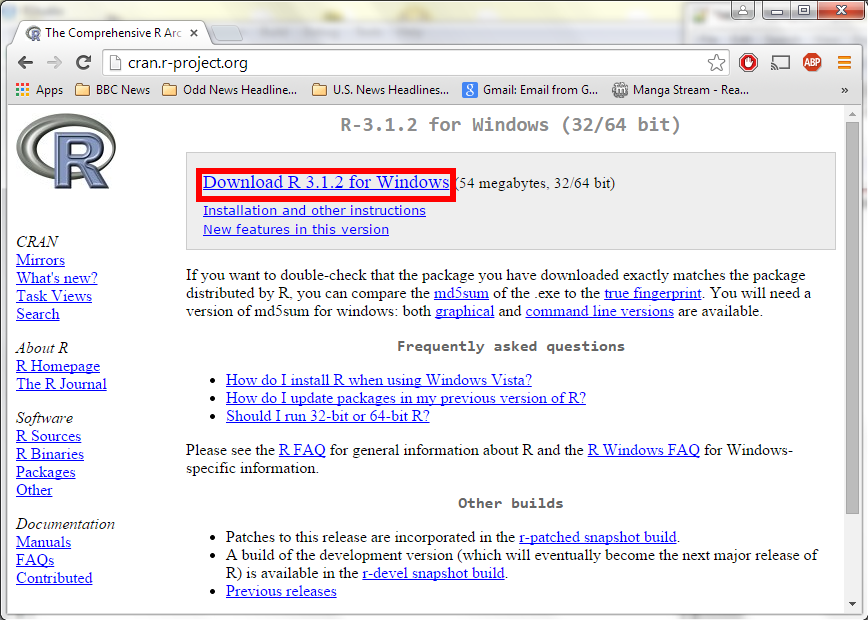 The Comprehensive R Arc
cran.r-project.org
ABP
Apps
BBC News
Odd News Headline...
U.S. News Headlines...
Gmail: Email from G...
Manga Stream - Rea...
»
R
R-3.1.2 for Windows (32/64 bit)
Download R 3.1.2 for Windows (54 megabytes, 32/64 bit)
Installation and other instructions
New features in this version
CRAN
Mirrors
What's new?
Task Views
Search
About R
R Homepage
The R Journal
Software
R Sources
R Binaries
Packages
Other
Documentation
Manuals
FAQs
Contributed
If you want to double-check that the package you have downloaded exactly matches the package
distributed by R, you can compare the md5sum of the .exe to the true fingerprint. You will need a
version of md5sum for windows: both graphical and command line versions are available.
Frequently asked questions
• How do I install R when using Windows Vista?
• How do I update packages in my previous version of R?
• Should I run 32-bit or 64-bit R?
Please see the R FAQ for general information about R and the R Windows FAQ for Windows-
specific information.
Other builds
• Patches to this release are incorporated in the r-patched snapshot build.
• A build of the development version (which will eventually become the next major release of
R) is available in the r-devel snapshot build.
• Previous releases